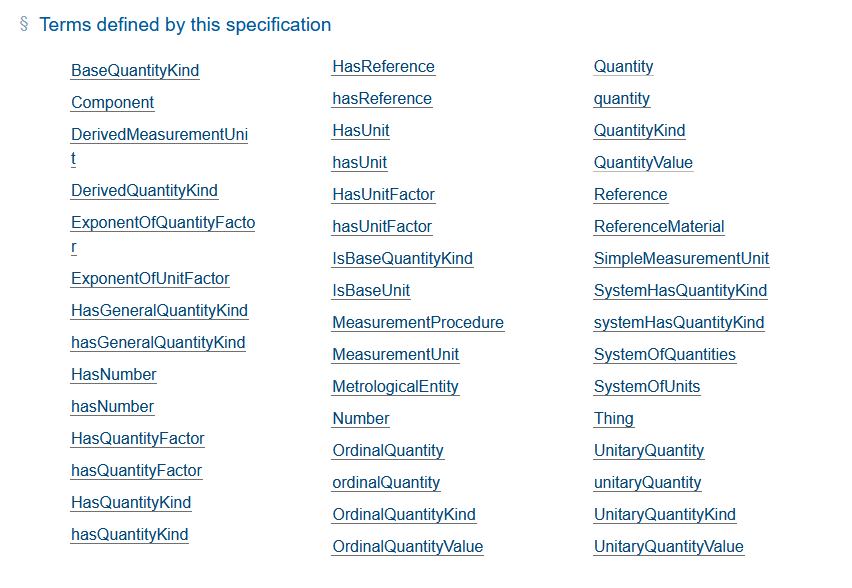 § Terms defined by this specification
BaseQuantityKind
Component
DerivedMeasurementUni
t
DerivedQuantityKind
ExponentOfQuantityFacto
r
ExponentOfUnitFactor
HasGeneralQuantityKind
hasGeneralQuantityKind
HasNumber
hasNumber
HasQuantityFactor
hasQuantityFactor
HasQuantityKind
hasQuantityKind
HasReference
hasReference
HasUnit
hasUnit
HasUnitFactor
hasUnitFactor
IsBaseQuantityKind
IsBaseUnit
MeasurementProcedure
MeasurementUnit
MetrologicalEntity
Number
OrdinalQuantity
ordinalQuantity
OrdinalQuantityKind
OrdinalQuantityValue
Quantity
quantity
QuantityKind
QuantityValue
Reference
ReferenceMaterial
SimpleMeasurementUnit
SystemHasQuantityKind
systemHasQuantityKind
SystemOfQuantities
SystemOfUnits
Thing
UnitaryQuantity
unitaryQuantity
UnitaryQuantityKind
UnitaryQuantityValue